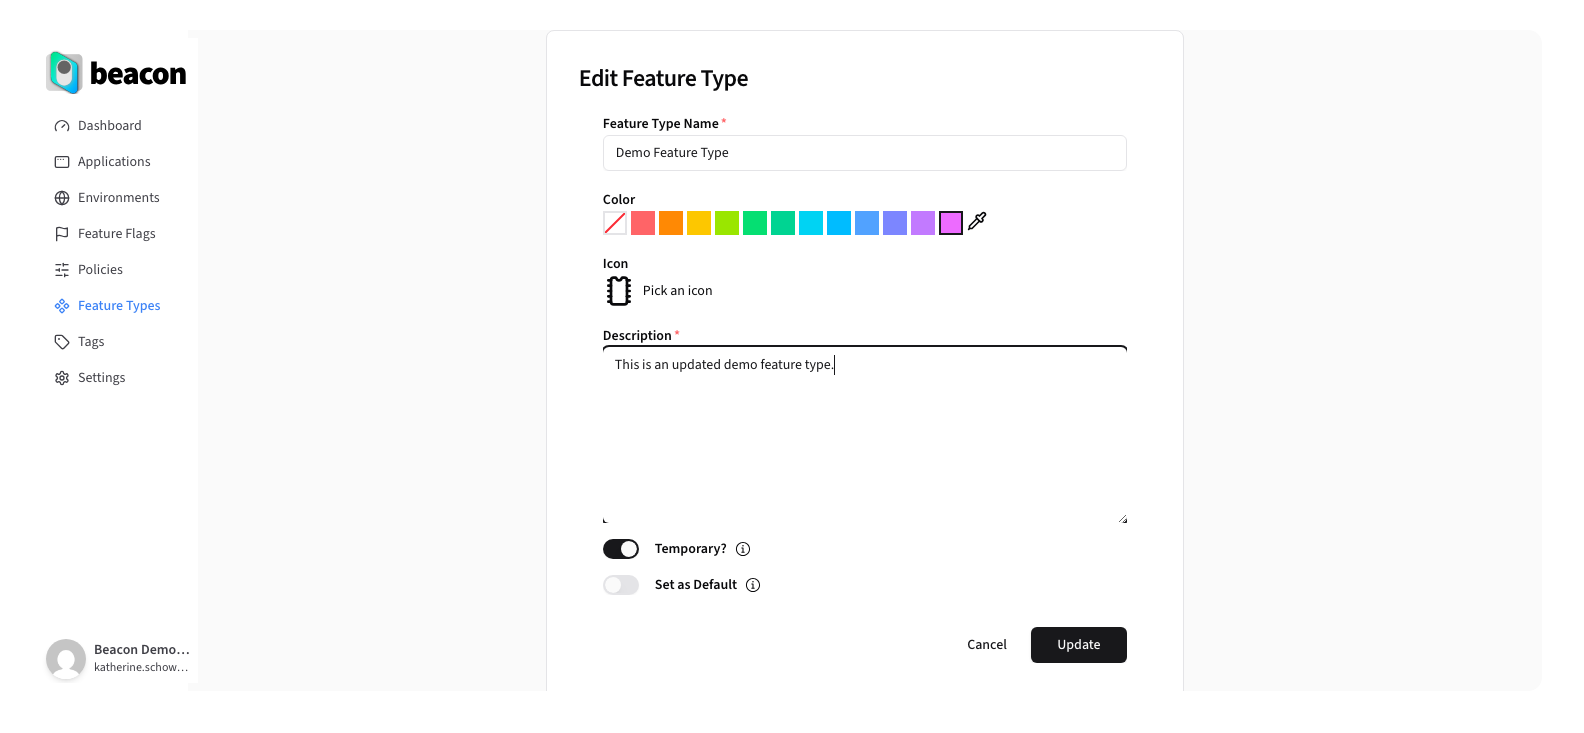 beacon
Dashboard
Applications
Environments
Feature Flags
Policies
Feature Types
Tags
Settings
Beacon Demo...
katherine.schow...
Edit Feature Type
Feature Type Name *
Demo Feature Type
Color
Icon
Pick an icon
Description *
This is an updated demo feature type.
Temporary?
Set as Default
Cancel
Update